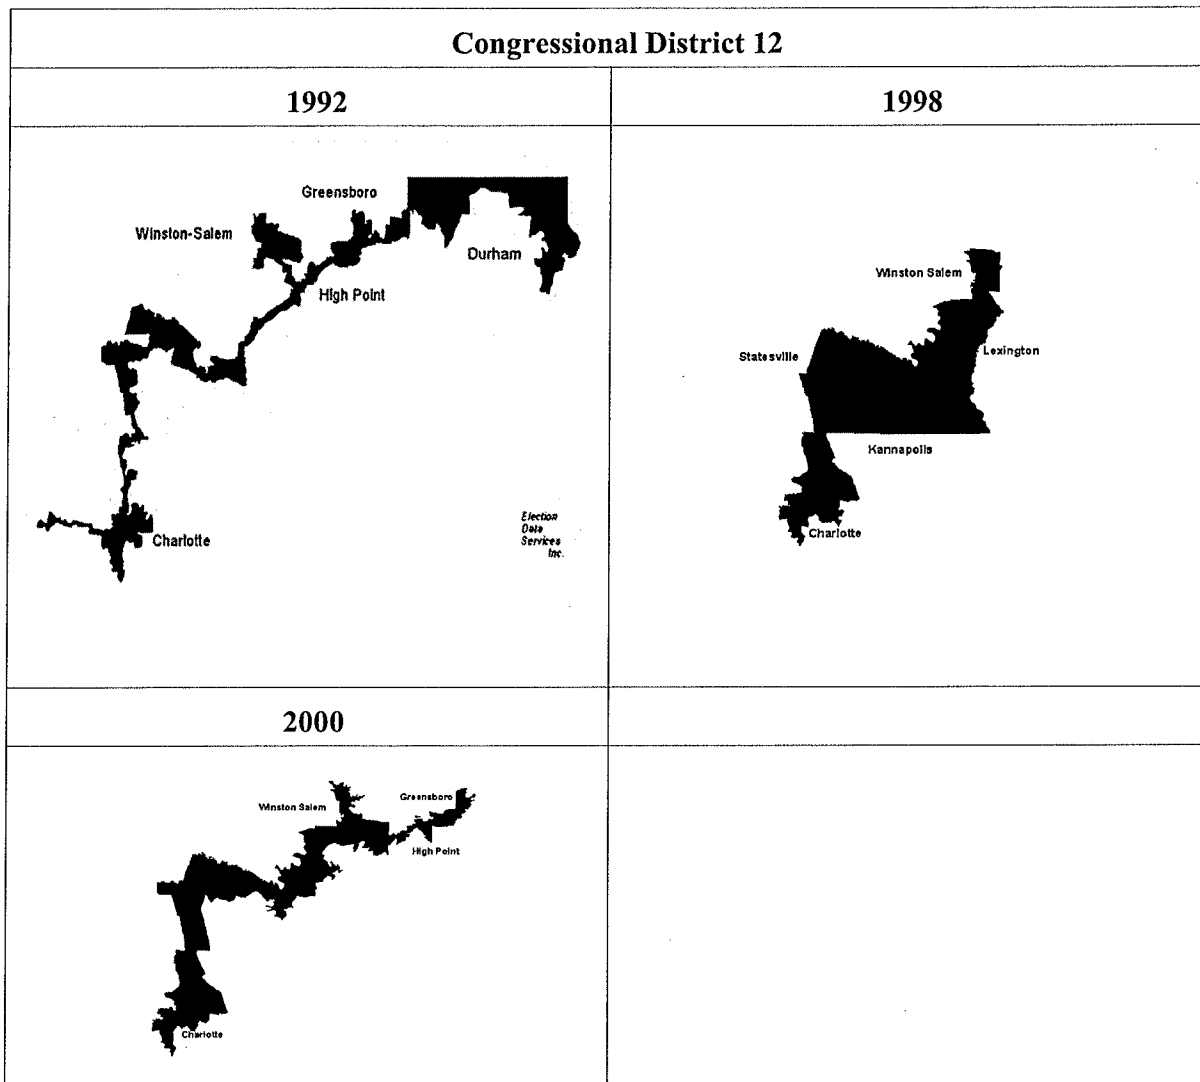 Congressional District 12
1992
1998
Greensboro
Winston-Salem
Durham
High Point
Charlotte
Election
Data
Services
Inc.
Winston Salem
Statesville
Lexington
Kannapolis
Charlotte
2000
Winston Salem
Greensboro
High Point
Charlotte